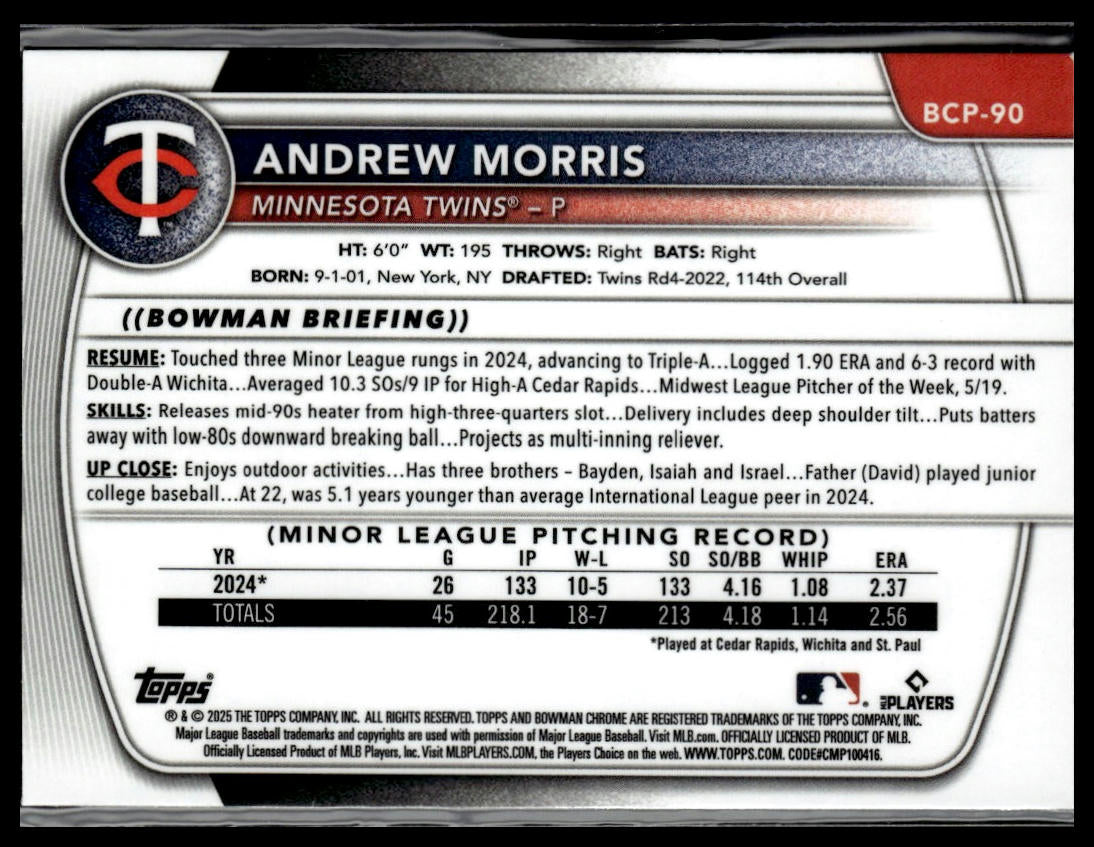 BCP-90
TC
ANDREW MORRIS
MINNESOTA TWINS® – P
HT: 6'0" WT: 195 THROWS: Right BATS: Right
BORN: 9-1-01, New York, NY DRAFTED: Twins Rd4-2022, 114th Overall
((BOWMAN BRIEFING))
RESUME: Touched three Minor League rungs in 2024, advancing to Triple-A...Logged 1.90 ERA and 6-3 record with
Double-A Wichita...Averaged 10.3 SOs/9 IP for High-A Cedar Rapids...Midwest League Pitcher of the Week, 5/19.
SKILLS: Releases mid-90s heater from high-three-quarters slot...Delivery includes deep shoulder tilt...Puts batters
away with low-80s downward breaking ball...Projects as multi-inning reliever.
UP CLOSE: Enjoys outdoor activities...Has three brothers – Bayden, Isaiah and Israel...Father (David) played junior
college baseball...At 22, was 5.1 years younger than average International League peer in 2024.
(MINOR LEAGUE PITCHING RECORD)
YR G IP W-L SO SO/BB WHIP ERA
2024* 26 133 10-5 133 4.16 1.08 2.37
TOTALS 45 218.1 18-7 213 4.18 1.14 2.56
*Played at Cedar Rapids, Wichita and St. Paul
topps®
MLB PLAYERS
® & © 2025 THE TOPPS COMPANY, INC. ALL RIGHTS RESERVED. TOPPS AND BOWMAN CHROME ARE REGISTERED TRADEMARKS OF THE TOPPS COMPANY, INC.
Major League Baseball trademarks and copyrights are used with permission of Major League Baseball. Visit MLB.com. OFFICIALLY LICENSED PRODUCT OF MLB.
Officially Licensed Product of MLB Players, Inc. Visit MLBPLAYERS.COM, the Players Choice on the web. WWW.TOPPS.COM. CODE#CMP100416.